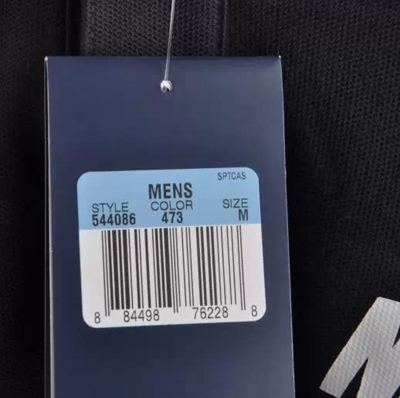 SPTCAS
MENS
STYLE COLOR SIZE
544086 473 M
8 84498 76228 8